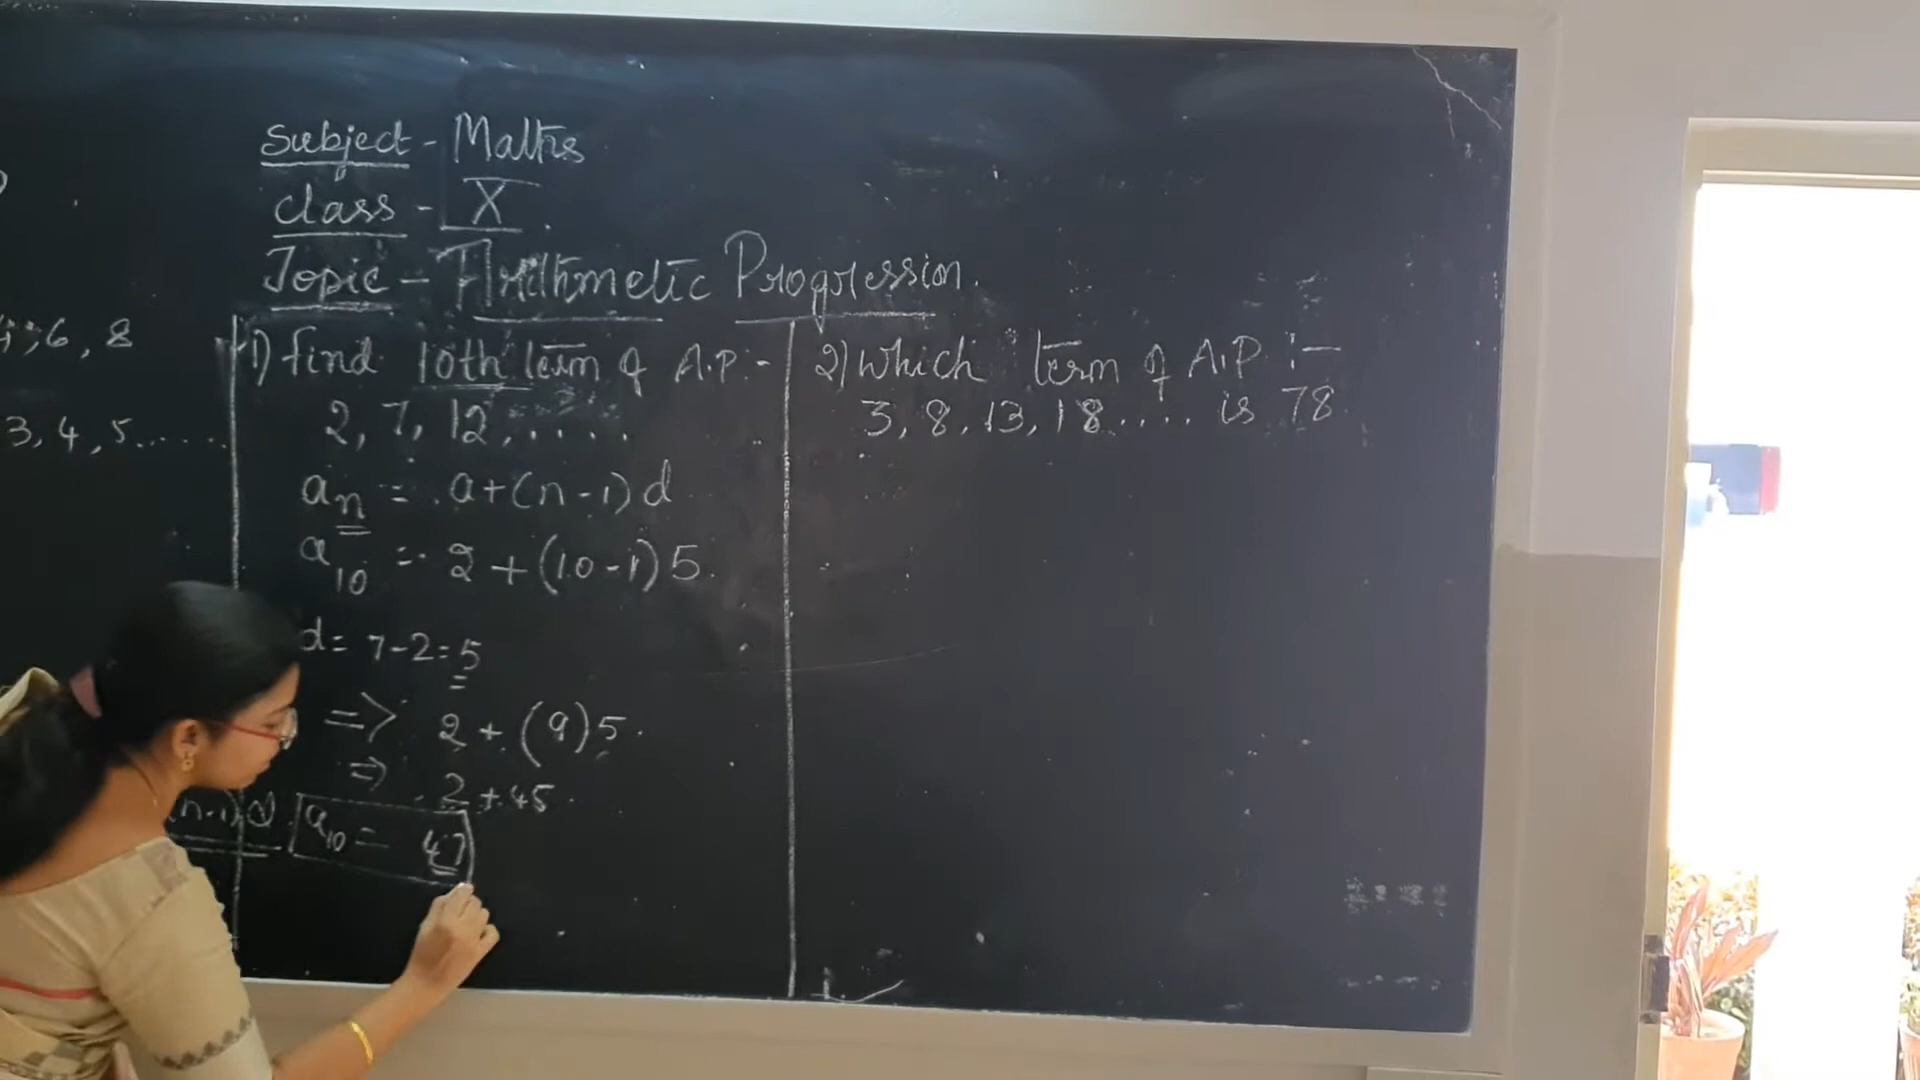 Subject - Maths
Class - X
Topic - Arithmetic Progression.
4, 6, 8
3, 4, 5......
1) Find 10th term of A.P:-
2, 7, 12, ....
an = a+(n-1)d
a10 = 2+(10-1)5
d= 7-2=5
=> 2+(9)5
=> 2+45
(n-1)d
a10 = 47
2) Which term of A.P :-
3, 8, 13, 18.... is 78